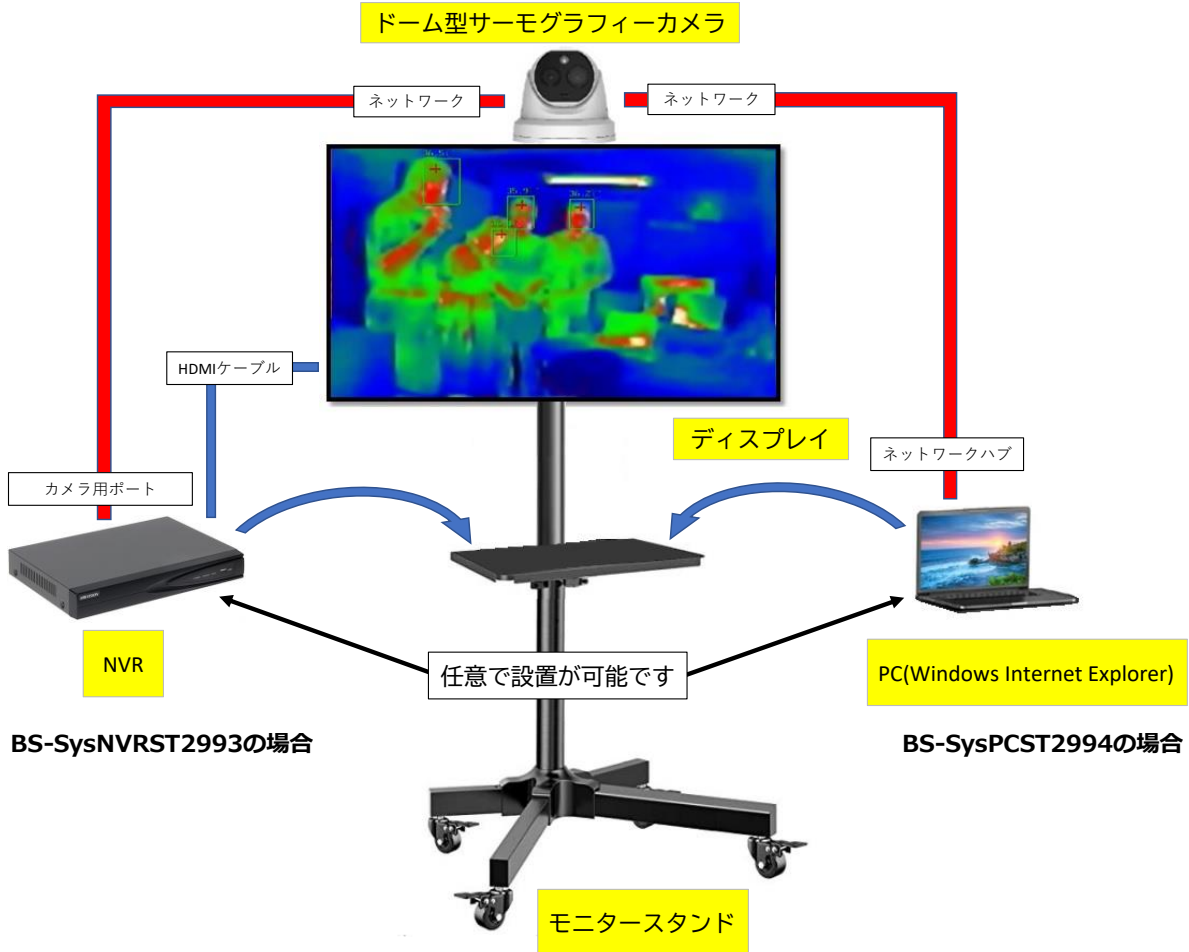 ドーム型サーモグラフィーカメラ
ネットワーク
ネットワーク
35.9°
36.2°
HDMIケーブル
ディスプレイ
ネットワークハブ
カメラ用ポート
HIKVISION
NVR
任意で設置が可能です
PC(Windows Internet Explorer)
BS-SysNVRST2993の場合
BS-SysPCST2994の場合
モニタースタンド